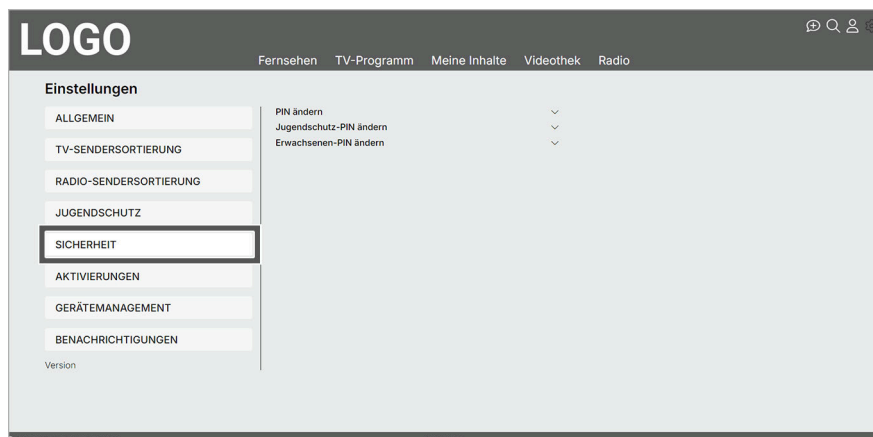 LOGO
Fernsehen TV-Programm Meine Inhalte Videothek Radio
Einstellungen
ALLGEMEIN
TV-SENDERSORTIERUNG
RADIO-SENDERSORTIERUNG
JUGENDSCHUTZ
SICHERHEIT
AKTIVIERUNGEN
GERÄTEMANAGEMENT
BENACHRICHTIGUNGEN
Version
PIN ändern
Jugendschutz-PIN ändern
Erwachsenen-PIN ändern